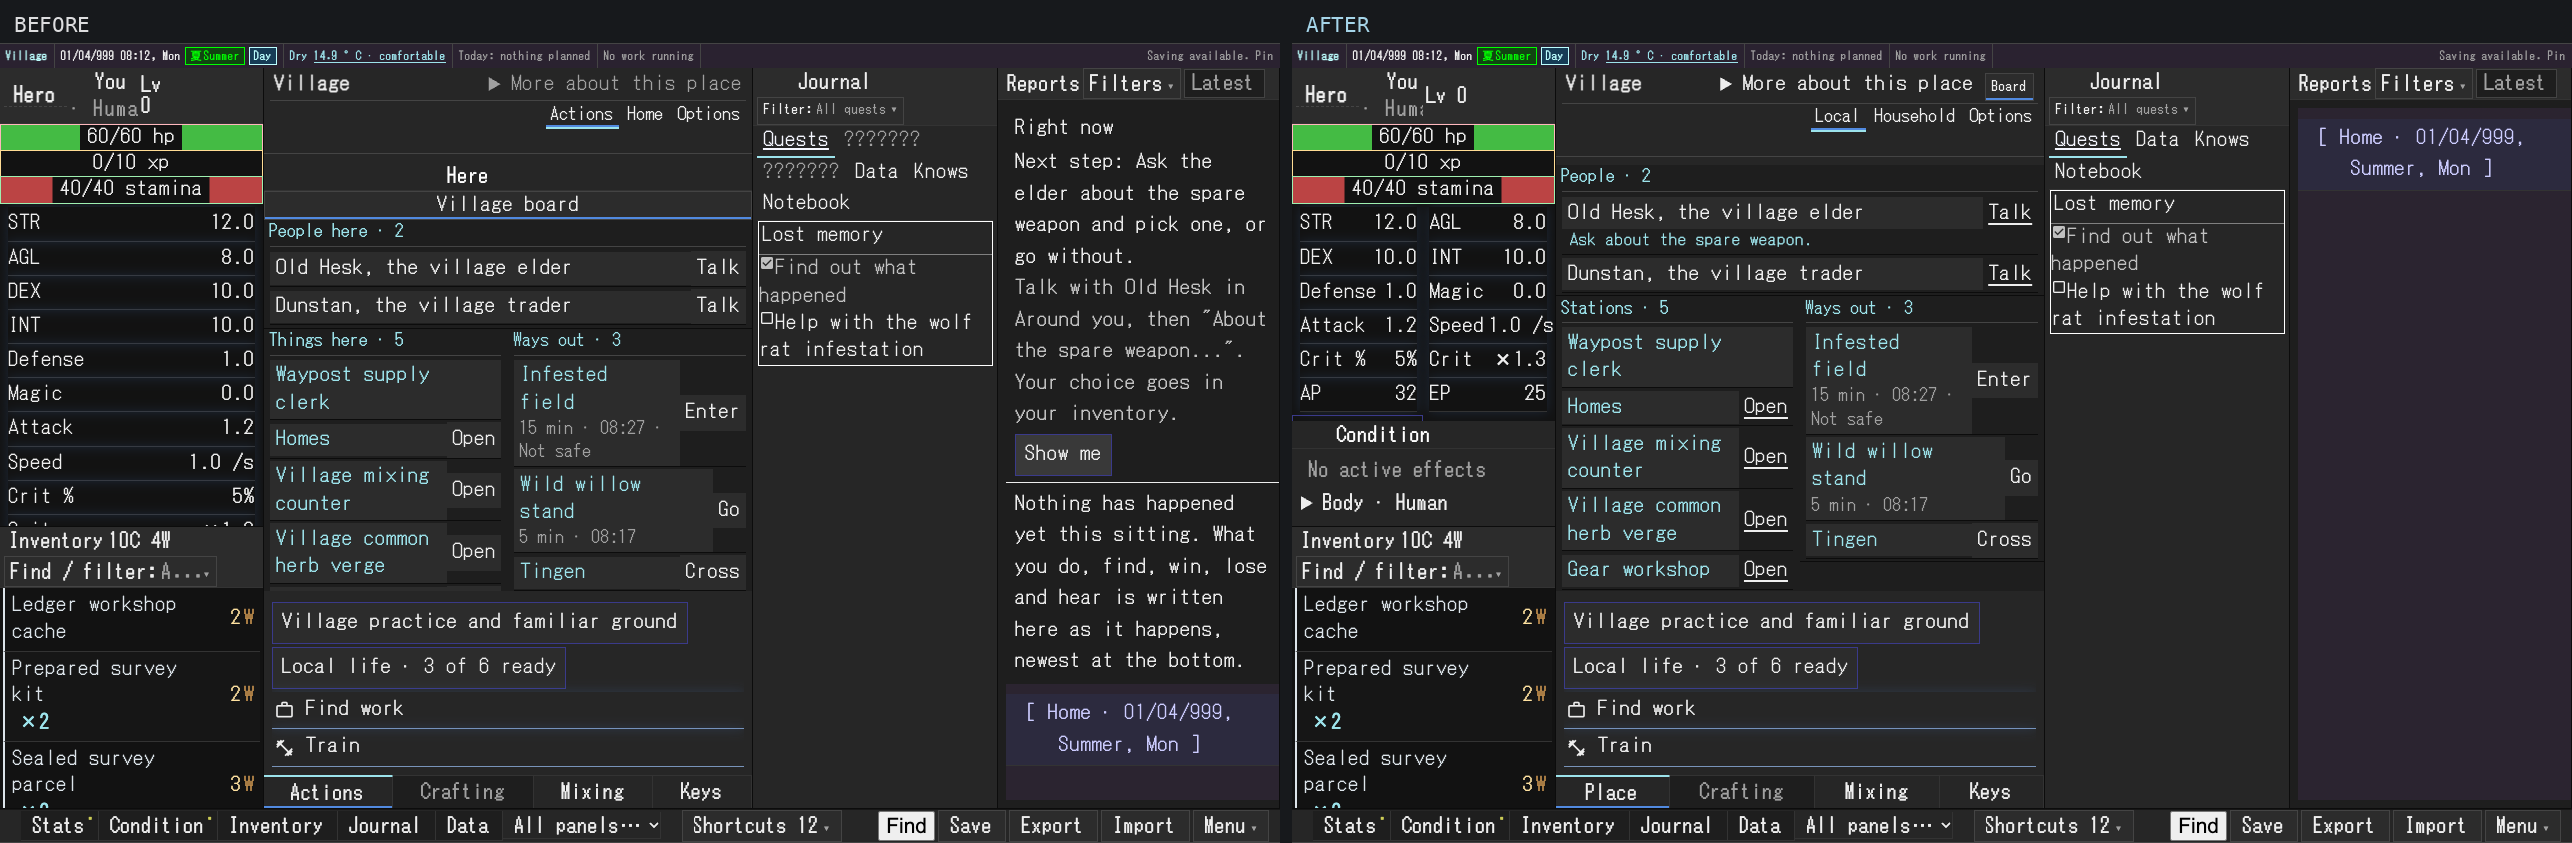 BEFORE
Village 01/04/999 08:12, Mon 夏Summer Day Dry 14.9 ° C · comfortable Today: nothing planned No work running Saving available. Pin
Hero · You Lv 0
Huma
60/60 hp
0/10 xp
40/40 stamina
STR 12.0
AGL 8.0
DEX 10.0
INT 10.0
Defense 1.0
Magic 0.0
Attack 1.2
Speed 1.0 /s
Crit % 5%
Inventory 10C 4W
Find / filter: A...▾
Ledger workshop
cache 2W
Prepared survey
kit 2W
×2
Sealed survey
parcel 3W
Village ▶ More about this place
Actions Home Options
Here
Village board
People here · 2
Old Hesk, the village elder Talk
Dunstan, the village trader Talk
Things here · 5
Waypost supply
clerk
Homes Open
Village mixing
counter Open
Village common
herb verge Open
Ways out · 3
Infested
field
15 min · 08:27 ·
Not safe
Enter
Wild willow
stand
5 min · 08:17
Go
Tingen Cross
Village practice and familiar ground
Local life · 3 of 6 ready
Find work
Train
Actions Crafting Mixing Keys
Journal
Filter: All quests ▾
Quests ???????
??????? Data Knows
Notebook
Lost memory
☑Find out what
happened
☐Help with the wolf
rat infestation
Reports Filters▾ Latest
Right now
Next step: Ask the
elder about the spare
weapon and pick one, or
go without.
Talk with Old Hesk in
Around you, then "About
the spare weapon...".
Your choice goes in
your inventory.
Show me
Nothing has happened
yet this sitting. What
you do, find, win, lose
and hear is written
here as it happens,
newest at the bottom.
[ Home · 01/04/999,
Summer, Mon ]
Stats Condition Inventory Journal Data All panels… Shortcuts 12▾ Find Save Export Import Menu▾
AFTER
Village 01/04/999 08:12, Mon 夏Summer Day Dry 14.9 ° C · comfortable Today: nothing planned No work running Saving available. Pin
Hero · You Lv 0
Huma
60/60 hp
0/10 xp
40/40 stamina
STR 12.0 AGL 8.0
DEX 10.0 INT 10.0
Defense 1.0 Magic 0.0
Attack 1.2 Speed 1.0 /s
Crit % 5% Crit ×1.3
AP 32 EP 25
Condition
No active effects
▶ Body · Human
Inventory 10C 4W
Find / filter: A...▾
Ledger workshop
cache 2W
Prepared survey
kit 2W
×2
Sealed survey
parcel 3W
Village ▶ More about this place Board
Local Household Options
People · 2
Old Hesk, the village elder Talk
Ask about the spare weapon.
Dunstan, the village trader Talk
Stations · 5
Waypost supply
clerk
Homes Open
Village mixing
counter Open
Village common
herb verge Open
Gear workshop Open
Ways out · 3
Infested
field
15 min · 08:27 ·
Not safe
Enter
Wild willow
stand
5 min · 08:17
Go
Tingen Cross
Village practice and familiar ground
Local life · 3 of 6 ready
Find work
Train
Place Crafting Mixing Keys
Journal
Filter: All quests ▾
Quests Data Knows
Notebook
Lost memory
☑Find out what
happened
☐Help with the wolf
rat infestation
Reports Filters▾ Latest
[ Home · 01/04/999,
Summer, Mon ]
Stats Condition Inventory Journal Data All panels… Shortcuts 12▾ Find Save Export Import Menu▾